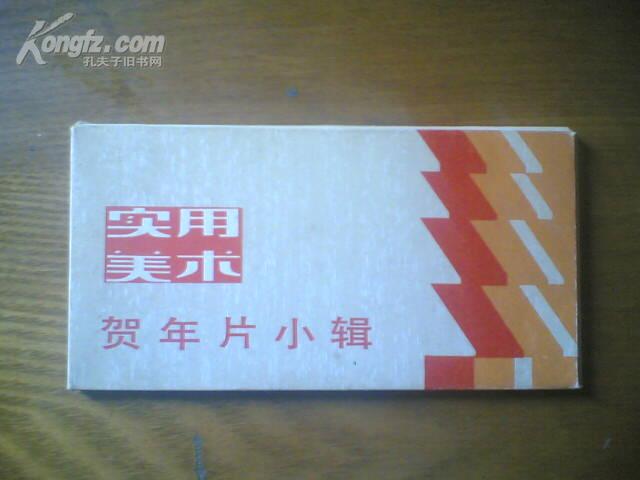 Kongfz.com
孔夫子旧书网
实用
美术
贺年片小辑